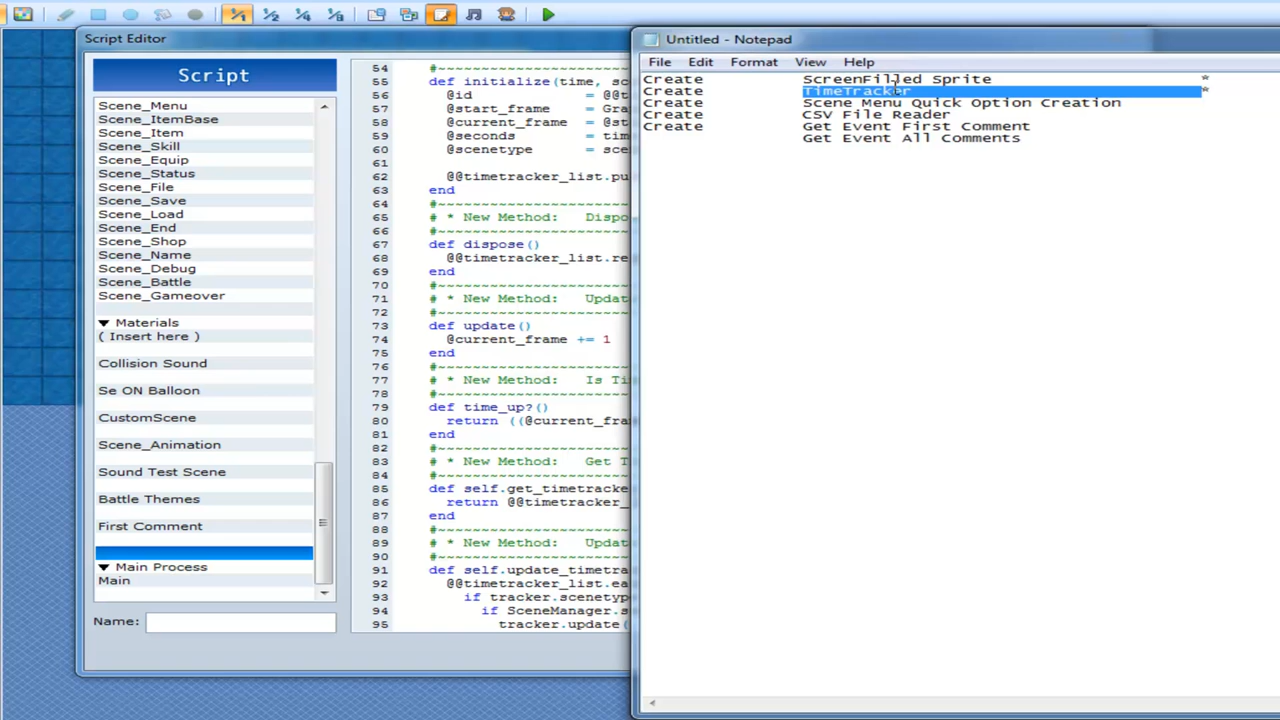 Script Editor
Script
Scene_Menu
Scene_ItemBase
Scene_Item
Scene_Skill
Scene_Equip
Scene_Status
Scene_File
Scene_Save
Scene_Load
Scene_End
Scene_Shop
Scene_Name
Scene_Debug
Scene_Battle
Scene_Gameover
▼ Materials
( Insert here )
Collision Sound
Se ON Balloon
CustomScene
Scene_Animation
Sound Test Scene
Battle Themes
First Comment
▼ Main Process
Main
Name:
54 #~~~~~~~~~~~~~~~~~~~~~~
55 def initialize(time, sc
56 @id = @@t
57 @start_frame = Gra
58 @current_frame = @st
59 @seconds = tim
60 @scenetype = sce
61
62 @@timetracker_list.pu
63 end
64 #~~~~~~~~~~~~~~~~~~~~~~
65 # * New Method: Dispo
66 #~~~~~~~~~~~~~~~~~~~~~~
67 def dispose()
68 @@timetracker_list.re
69 end
70 #~~~~~~~~~~~~~~~~~~~~~~
71 # * New Method: Updat
72 #~~~~~~~~~~~~~~~~~~~~~~
73 def update()
74 @current_frame += 1
75 end
76 #~~~~~~~~~~~~~~~~~~~~~~
77 # * New Method: Is Ti
78 #~~~~~~~~~~~~~~~~~~~~~~
79 def time_up?()
80 return ((@current_fra
81 end
82 #~~~~~~~~~~~~~~~~~~~~~~
83 # * New Method: Get T
84 #~~~~~~~~~~~~~~~~~~~~~~
85 def self.get_timetracke
86 return @@timetracker_
87 end
88 #~~~~~~~~~~~~~~~~~~~~~~
89 # * New Method: Updat
90 #~~~~~~~~~~~~~~~~~~~~~~
91 def self.update_timetra
92 @@timetracker_list.ea
93 if tracker.scenetyp
94 if SceneManager.s
95 tracker.update(
Untitled - Notepad
File Edit Format View Help
Create ScreenFilled Sprite *
Create TimeTracker *
Create Scene Menu Quick Option Creation
Create CSV File Reader
Create Get Event First Comment
Get Event All Comments